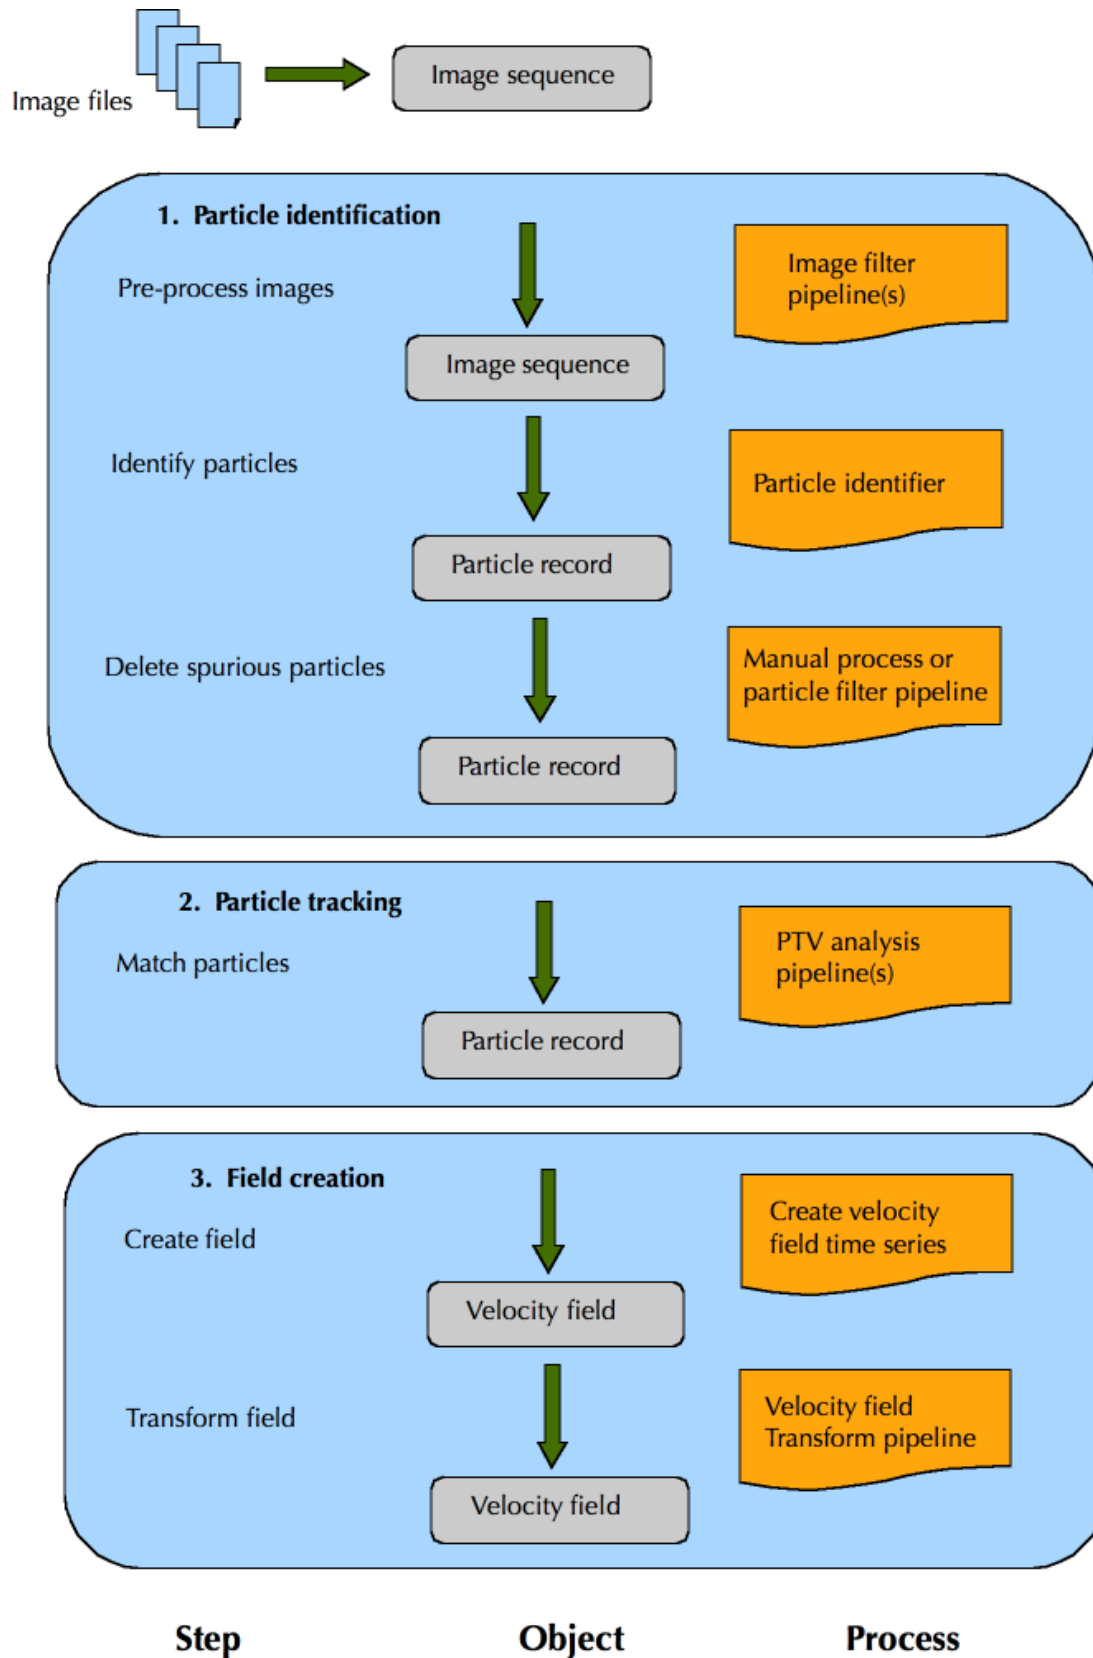 Image files
Image sequence
1. Particle identification
Pre-process images
Image filter
pipeline(s)
Image sequence
Identify particles
Particle identifier
Particle record
Delete spurious particles
Manual process or
particle filter pipeline
Particle record
2. Particle tracking
Match particles
PTV analysis
pipeline(s)
Particle record
3. Field creation
Create field
Create velocity
field time series
Velocity field
Transform field
Velocity field
Transform pipeline
Velocity field
Step
Object
Process